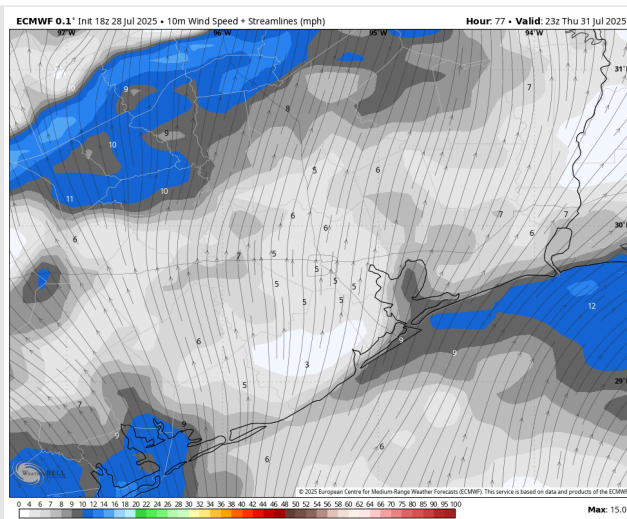 ECMWF 0.1° Init 18z 28 Jul 2025 • 10m Wind Speed + Streamlines (mph) Hour: 77 • Valid: 23z Thu 31 Jul 2025
97°W 96°W 95°W 94°W
31°
9
7
8
9
10
5 6
11 10
6 7 7
30°
6 6 6
7 5
5
5 5 5
5 5
12
6 9
9
3
29°
5
7
9 9
6 6
WeatherBELL
© 2025 European Centre for Medium-Range Weather Forecasts (ECMWF). This service is based on data and products of the ECMWF
0 4 6 7 8 9 10 12 14 16 18 20 22 24 26 28 30 32 34 36 38 40 42 44 46 48 50 52 54 56 58 60 62 64 66 68 70 75 80 85 90 95 100
Max: 15.0